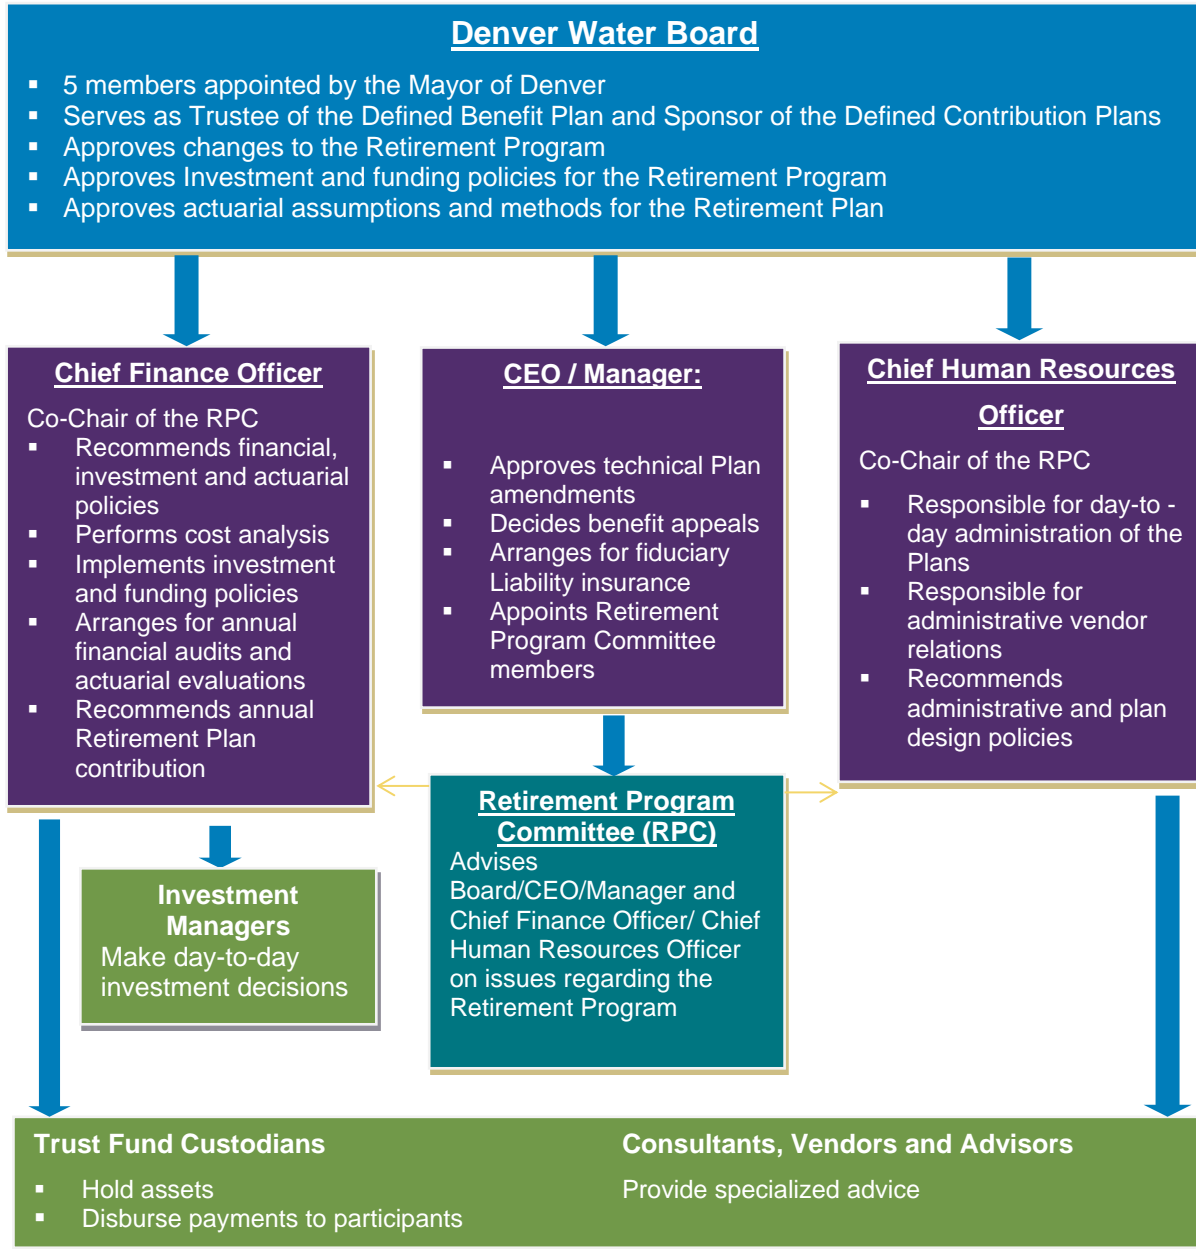 Denver Water Board
▪ 5 members appointed by the Mayor of Denver
▪ Serves as Trustee of the Defined Benefit Plan and Sponsor of the Defined Contribution Plans
▪ Approves changes to the Retirement Program
▪ Approves Investment and funding policies for the Retirement Program
▪ Approves actuarial assumptions and methods for the Retirement Plan
Chief Finance Officer
Co-Chair of the RPC
▪ Recommends financial,
investment and actuarial
policies
▪ Performs cost analysis
▪ Implements investment
and funding policies
▪ Arranges for annual
financial audits and
actuarial evaluations
▪ Recommends annual
Retirement Plan
contribution
CEO / Manager:
▪ Approves technical Plan
amendments
▪ Decides benefit appeals
▪ Arranges for fiduciary
Liability insurance
▪ Appoints Retirement
Program Committee
members
Chief Human Resources
Officer
Co-Chair of the RPC
▪ Responsible for day-to -
day administration of the
Plans
▪ Responsible for
administrative vendor
relations
▪ Recommends
administrative and plan
design policies
Retirement Program
Committee (RPC)
Advises
Board/CEO/Manager and
Chief Finance Officer/ Chief
Human Resources Officer
on issues regarding the
Retirement Program
Investment
Managers
Make day-to-day
investment decisions
Trust Fund Custodians
▪ Hold assets
▪ Disburse payments to participants
Consultants, Vendors and Advisors
Provide specialized advice